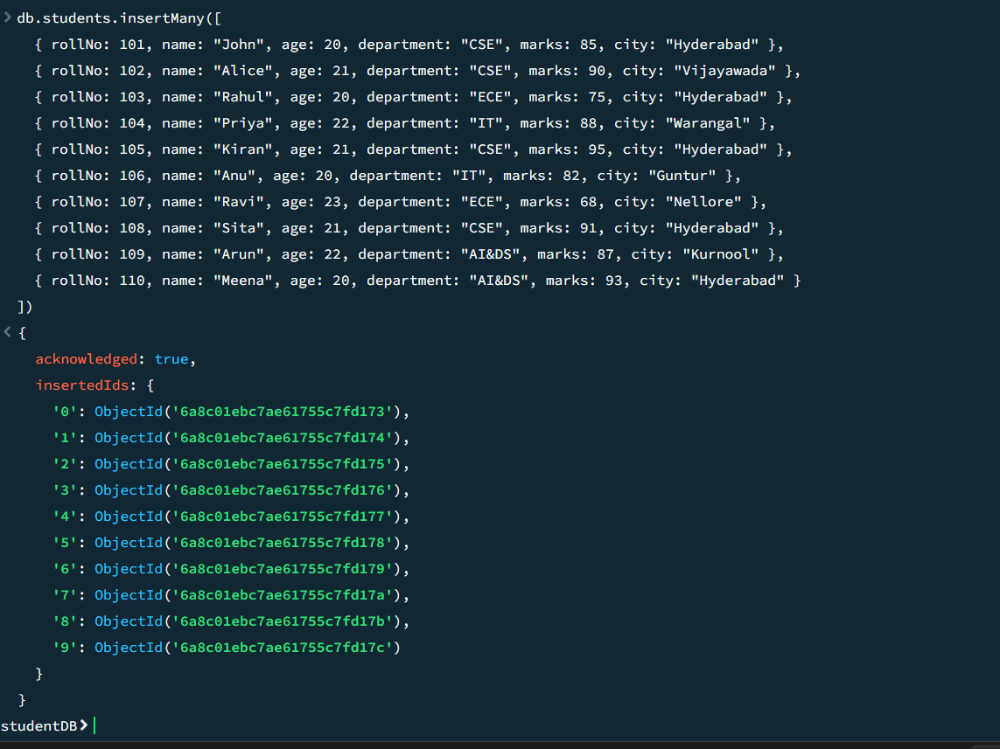 > db.students.insertMany([
{ rollNo: 101, name: "John", age: 20, department: "CSE", marks: 85, city: "Hyderabad" },
{ rollNo: 102, name: "Alice", age: 21, department: "CSE", marks: 90, city: "Vijayawada" },
{ rollNo: 103, name: "Rahul", age: 20, department: "ECE", marks: 75, city: "Hyderabad" },
{ rollNo: 104, name: "Priya", age: 22, department: "IT", marks: 88, city: "Warangal" },
{ rollNo: 105, name: "Kiran", age: 21, department: "CSE", marks: 95, city: "Hyderabad" },
{ rollNo: 106, name: "Anu", age: 20, department: "IT", marks: 82, city: "Guntur" },
{ rollNo: 107, name: "Ravi", age: 23, department: "ECE", marks: 68, city: "Nellore" },
{ rollNo: 108, name: "Sita", age: 21, department: "CSE", marks: 91, city: "Hyderabad" },
{ rollNo: 109, name: "Arun", age: 22, department: "AI&DS", marks: 87, city: "Kurnool" },
{ rollNo: 110, name: "Meena", age: 20, department: "AI&DS", marks: 93, city: "Hyderabad" }
])
< {
acknowledged: true,
insertedIds: {
'0': ObjectId('6a8c01ebc7ae61755c7fd173'),
'1': ObjectId('6a8c01ebc7ae61755c7fd174'),
'2': ObjectId('6a8c01ebc7ae61755c7fd175'),
'3': ObjectId('6a8c01ebc7ae61755c7fd176'),
'4': ObjectId('6a8c01ebc7ae61755c7fd177'),
'5': ObjectId('6a8c01ebc7ae61755c7fd178'),
'6': ObjectId('6a8c01ebc7ae61755c7fd179'),
'7': ObjectId('6a8c01ebc7ae61755c7fd17a'),
'8': ObjectId('6a8c01ebc7ae61755c7fd17b'),
'9': ObjectId('6a8c01ebc7ae61755c7fd17c')
}
}
studentDB>